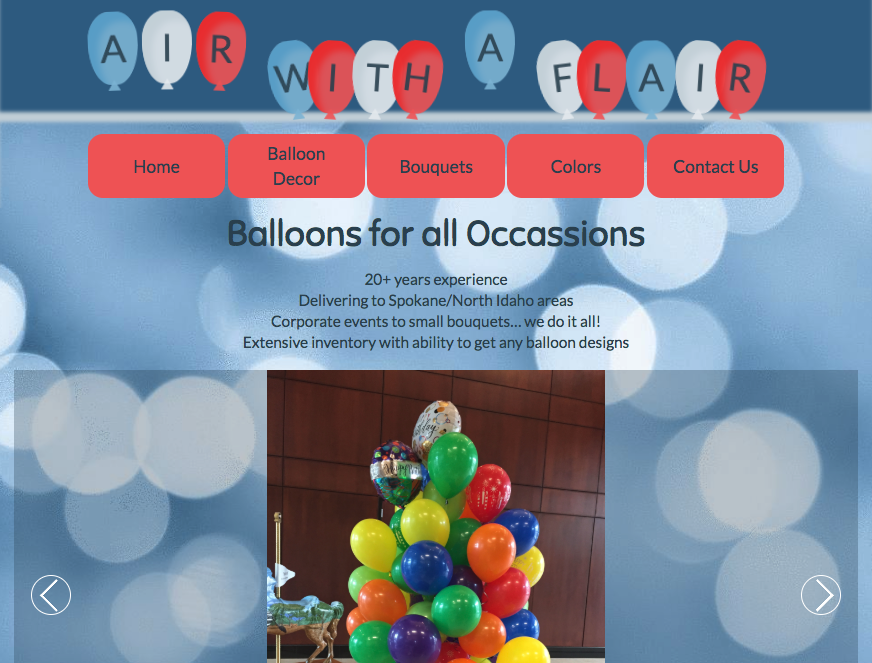 AIR WITH A FLAIR
Home
Balloon
Decor
Bouquets
Colors
Contact Us
Balloons for all Occassions
20+ years experience
Delivering to Spokane/North Idaho areas
Corporate events to small bouquets... we do it all!
Extensive inventory with ability to get any balloon designs